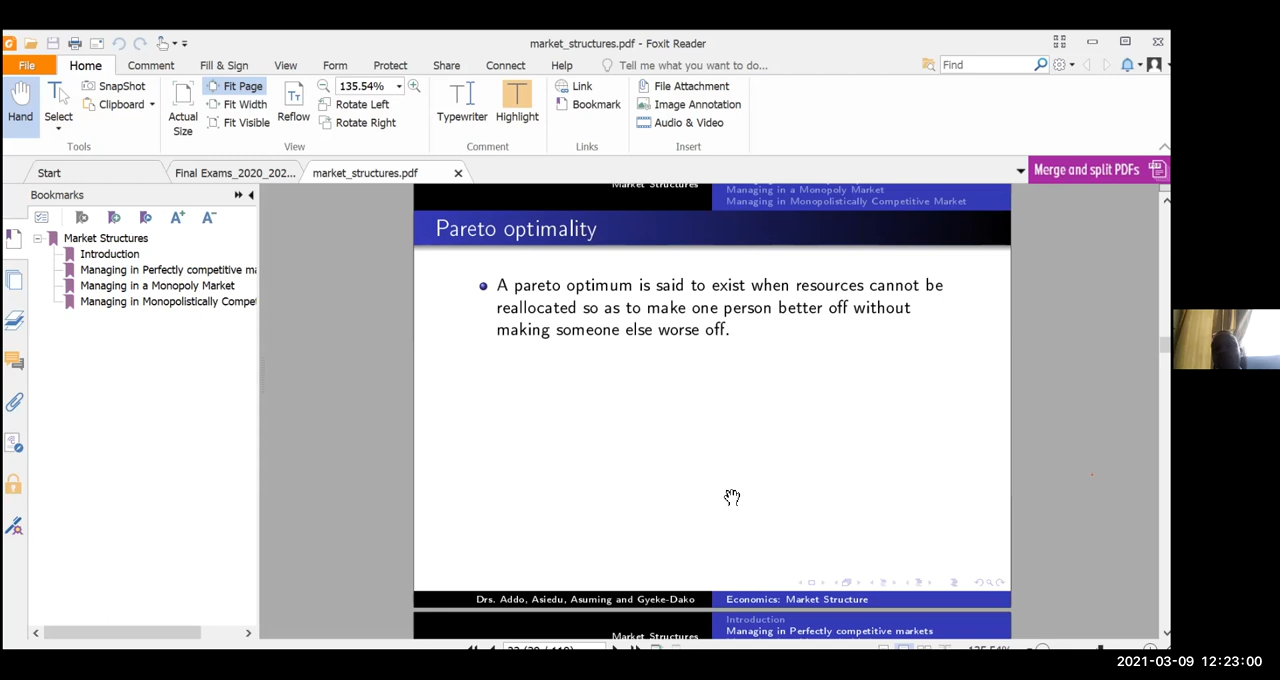 market_structures.pdf - Foxit Reader
File Home Comment Fill & Sign View Form Protect Share Connect Help Tell me what you want to do... Find
Hand
Select
SnapShot
Clipboard
Actual Size
Fit Page
Fit Width
Fit Visible
Reflow
135.54%
Rotate Left
Rotate Right
Typewriter
Highlight
Link
Bookmark
File Attachment
Image Annotation
Audio & Video
Tools View Comment Links Insert
Start Final Exams_2020_202... market_structures.pdf Merge and split PDFs
Bookmarks
Market Structures
Introduction
Managing in Perfectly competitive ma
Managing in a Monopoly Market
Managing in Monopolistically Compe
Market Structures
Managing in a Monopoly Market
Managing in Monopolistically Competitive Market
Pareto optimality
A pareto optimum is said to exist when resources cannot be
reallocated so as to make one person better off without
making someone else worse off.
Drs. Addo, Asiedu, Asuming and Gyeke-Dako Economics: Market Structure
Introduction
Market Structures Managing in Perfectly competitive markets
2021-03-09 12:23:00